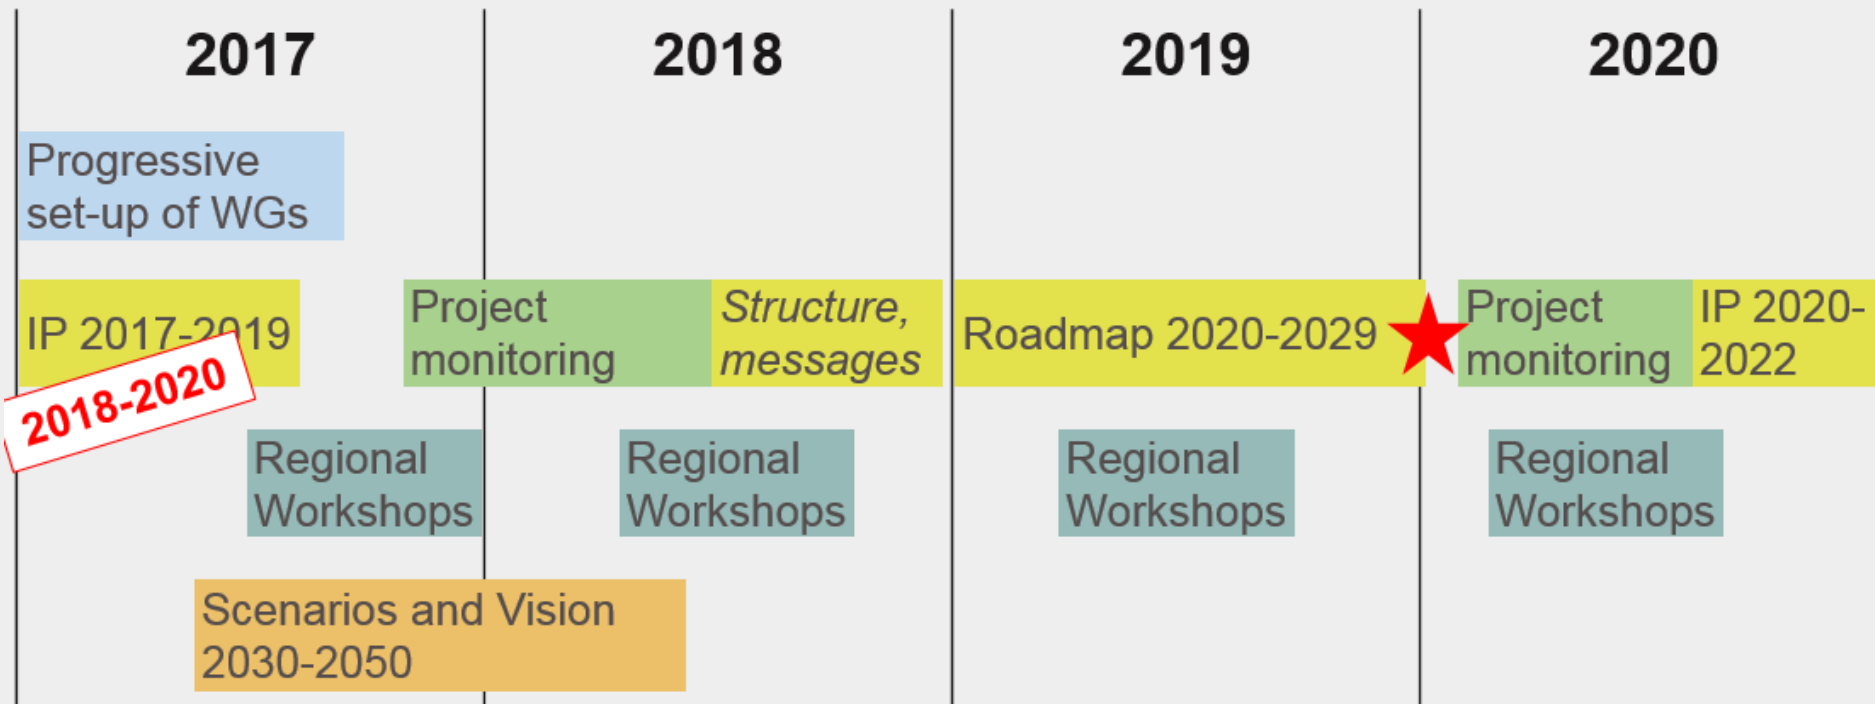 2017
2018
2019
2020
Progressive
set-up of WGs
IP 2017-2019
2018-2020
Project
monitoring
Structure,
messages
Roadmap 2020-2029
Project
monitoring
IP 2020-
2022
Regional
Workshops
Regional
Workshops
Regional
Workshops
Regional
Workshops
Scenarios and Vision
2030-2050